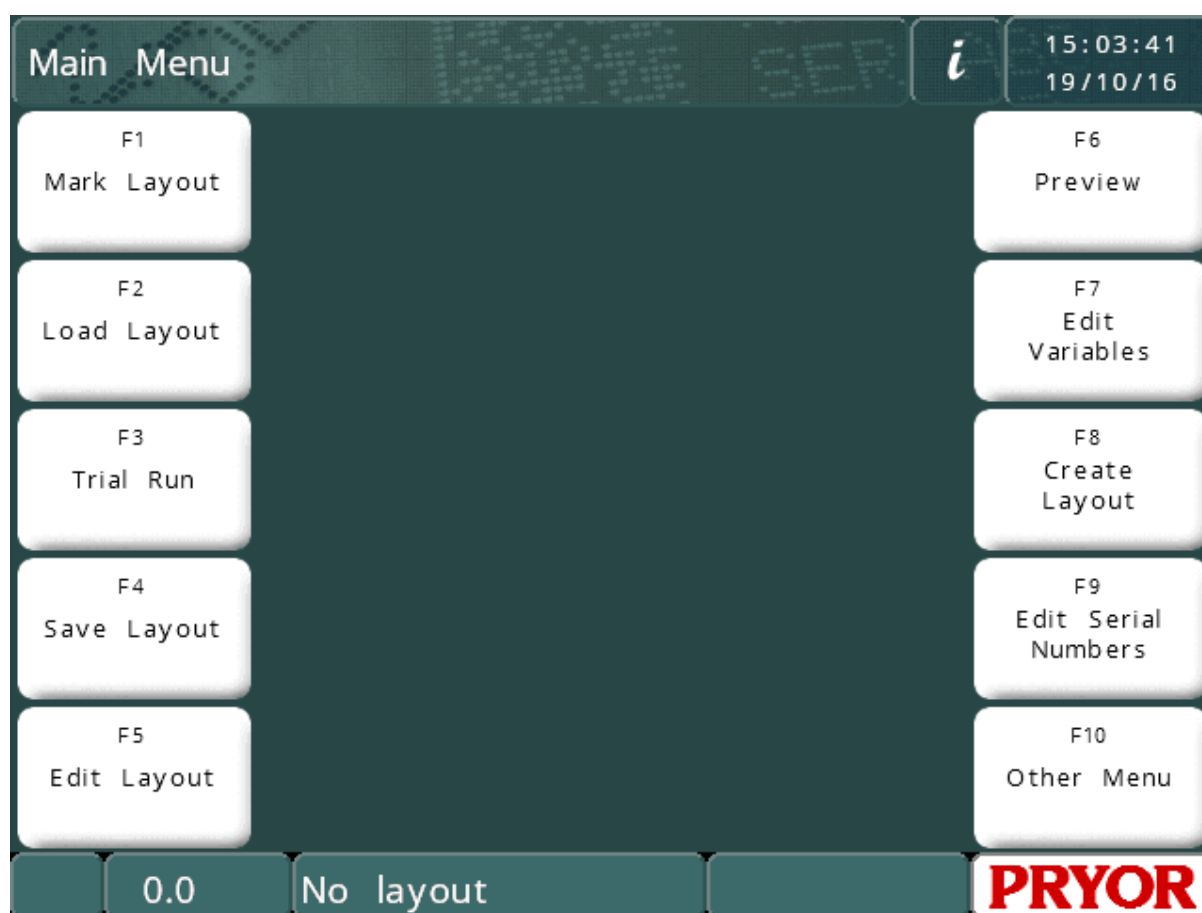 Main Menu
i
15:03:41
19/10/16
F1
Mark Layout
F2
Load Layout
F3
Trial Run
F4
Save Layout
F5
Edit Layout
F6
Preview
F7
Edit
Variables
F8
Create
Layout
F9
Edit Serial
Numbers
F10
Other Menu
0.0
No layout
PRYOR